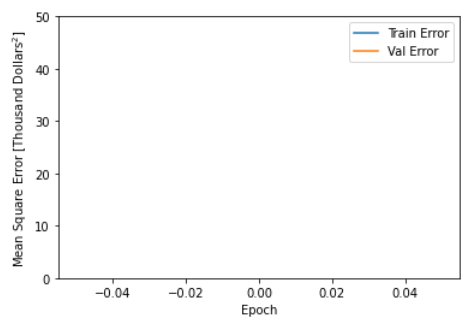 Train Error
Val Error
Mean Square Error [Thousand Dollars²]
50
40
30
20
10
0
−0.04 −0.02 0.00 0.02 0.04
Epoch